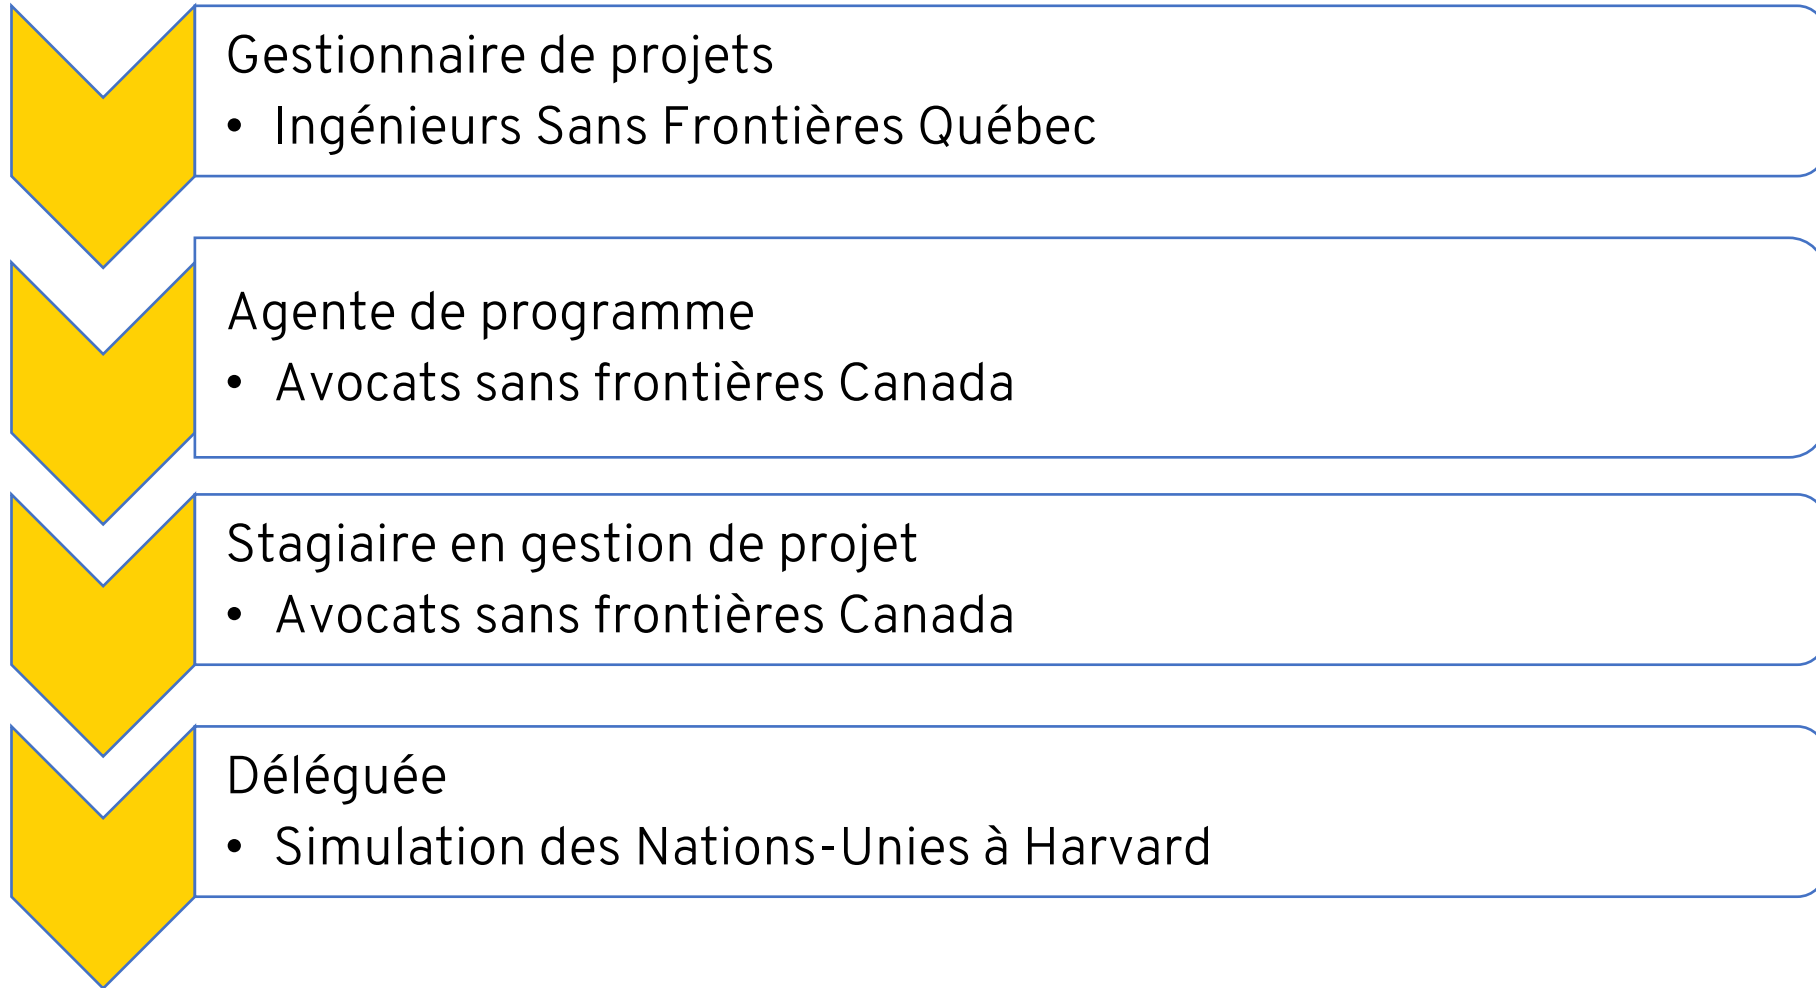 Gestionnaire de projets
• Ingénieurs Sans Frontières Québec
Agente de programme
• Avocats sans frontières Canada
Stagiaire en gestion de projet
• Avocats sans frontières Canada
Déléguée
• Simulation des Nations-Unies à Harvard